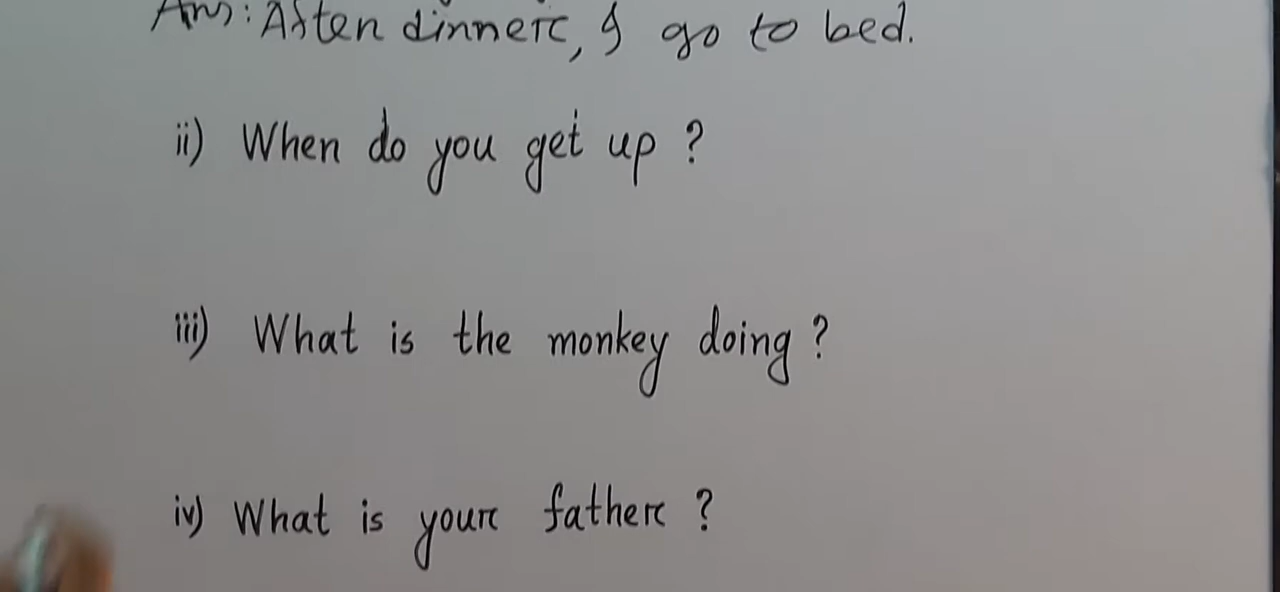 Ans: After dinner, I go to bed.
ii) When do you get up ?
iii) What is the monkey doing ?
iv) What is your father ?